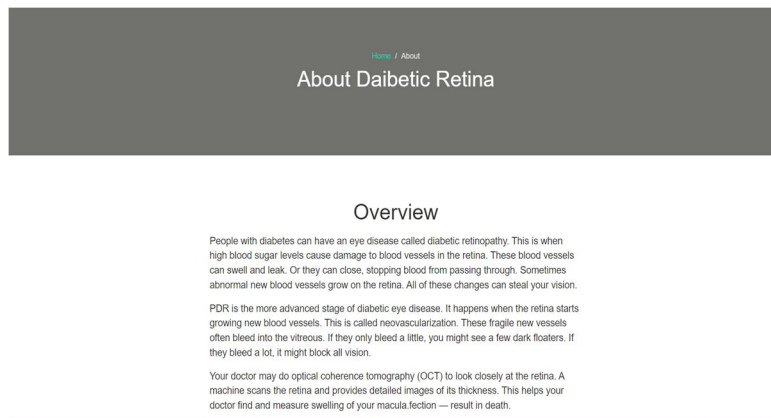 Home / About
About Daibetic Retina
Overview
People with diabetes can have an eye disease called diabetic retinopathy. This is when
high blood sugar levels cause damage to blood vessels in the retina. These blood vessels
can swell and leak. Or they can close, stopping blood from passing through. Sometimes
abnormal new blood vessels grow on the retina. All of these changes can steal your vision.
PDR is the more advanced stage of diabetic eye disease. It happens when the retina starts
growing new blood vessels. This is called neovascularization. These fragile new vessels
often bleed into the vitreous. If they only bleed a little, you might see a few dark floaters. If
they bleed a lot, it might block all vision.
Your doctor may do optical coherence tomography (OCT) to look closely at the retina. A
machine scans the retina and provides detailed images of its thickness. This helps your
doctor find and measure swelling of your macula.fection — result in death.